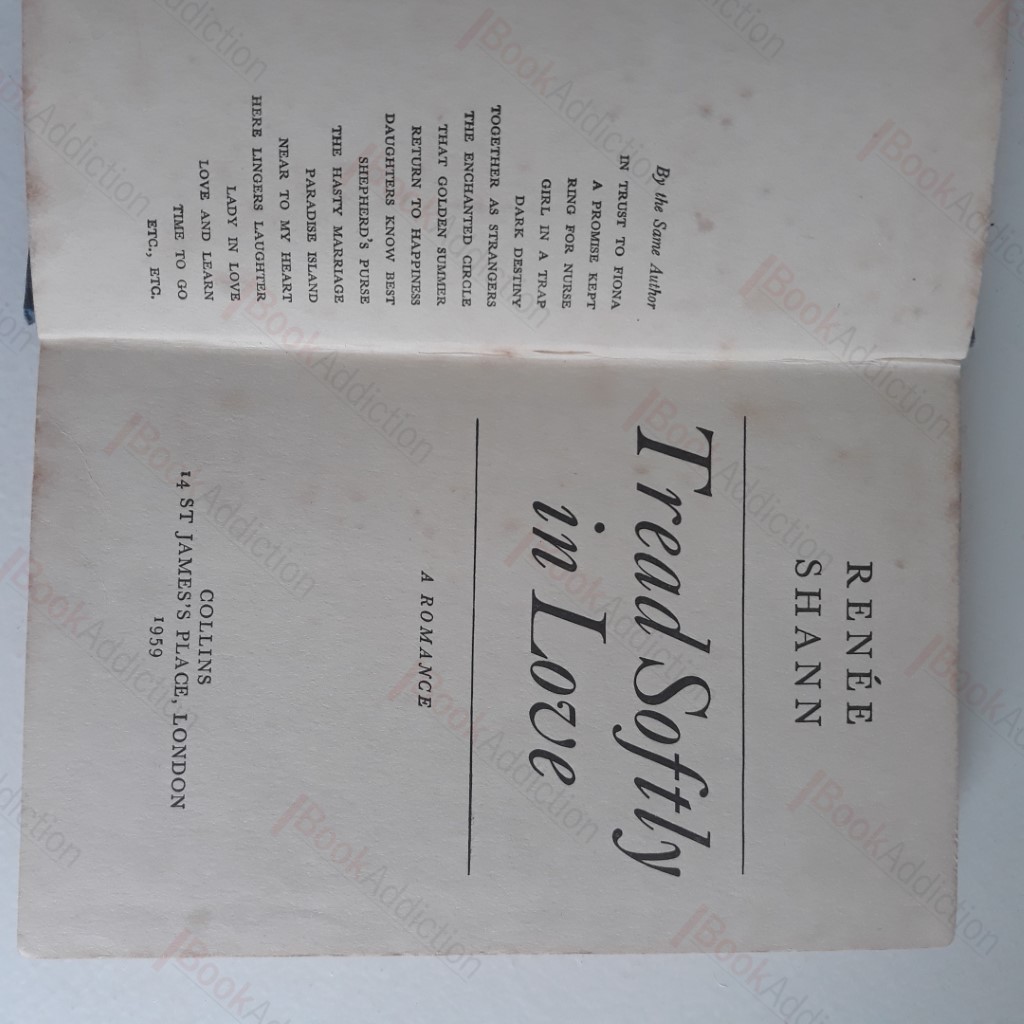 By the Same Author
IN TRUST TO FIONA
A PROMISE KEPT
RING FOR NURSE
GIRL IN A TRAP
DARK DESTINY
TOGETHER AS STRANGERS
THE ENCHANTED CIRCLE
THAT GOLDEN SUMMER
RETURN TO HAPPINESS
DAUGHTERS KNOW BEST
SHEPHERD'S PURSE
THE HASTY MARRIAGE
PARADISE ISLAND
NEAR TO MY HEART
HERE LINGERS LAUGHTER
LADY IN LOVE
LOVE AND LEARN
TIME TO GO
ETC., ETC.
RENÉE
SHANN
Tread Softly
in Love
A ROMANCE
COLLINS
14 ST JAMES'S PLACE, LONDON
1959
BookAddiction